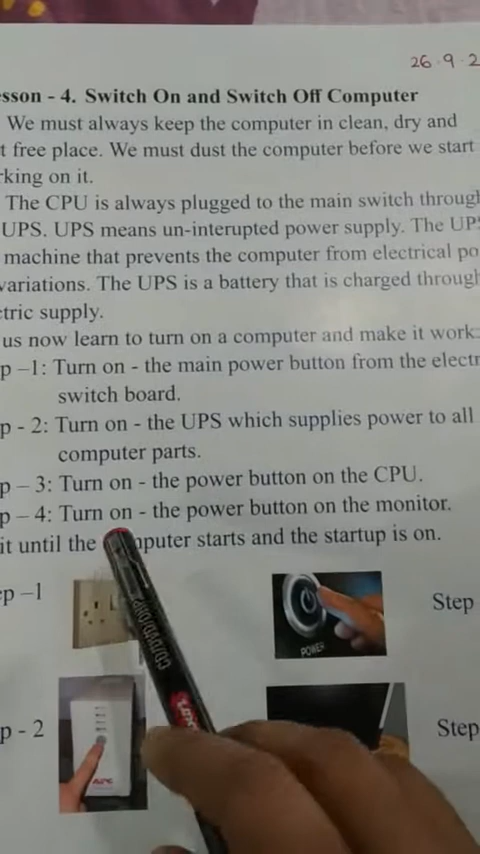 26.9.2
sson - 4. Switch On and Switch Off Computer
We must always keep the computer in clean, dry and
t free place. We must dust the computer before we start
king on it.
The CPU is always plugged to the main switch through
UPS. UPS means un-interupted power supply. The UPS
machine that prevents the computer from electrical po
variations. The UPS is a battery that is charged through
tric supply.
us now learn to turn on a computer and make it work:
p –1: Turn on - the main power button from the electr
switch board.
p - 2: Turn on - the UPS which supplies power to all
computer parts.
p – 3: Turn on - the power button on the CPU.
p – 4: Turn on - the power button on the monitor.
it until the mputer starts and the startup is on.
ep –1
Step
POWER
CD/DVD/OHP
p - 2
Step
APC